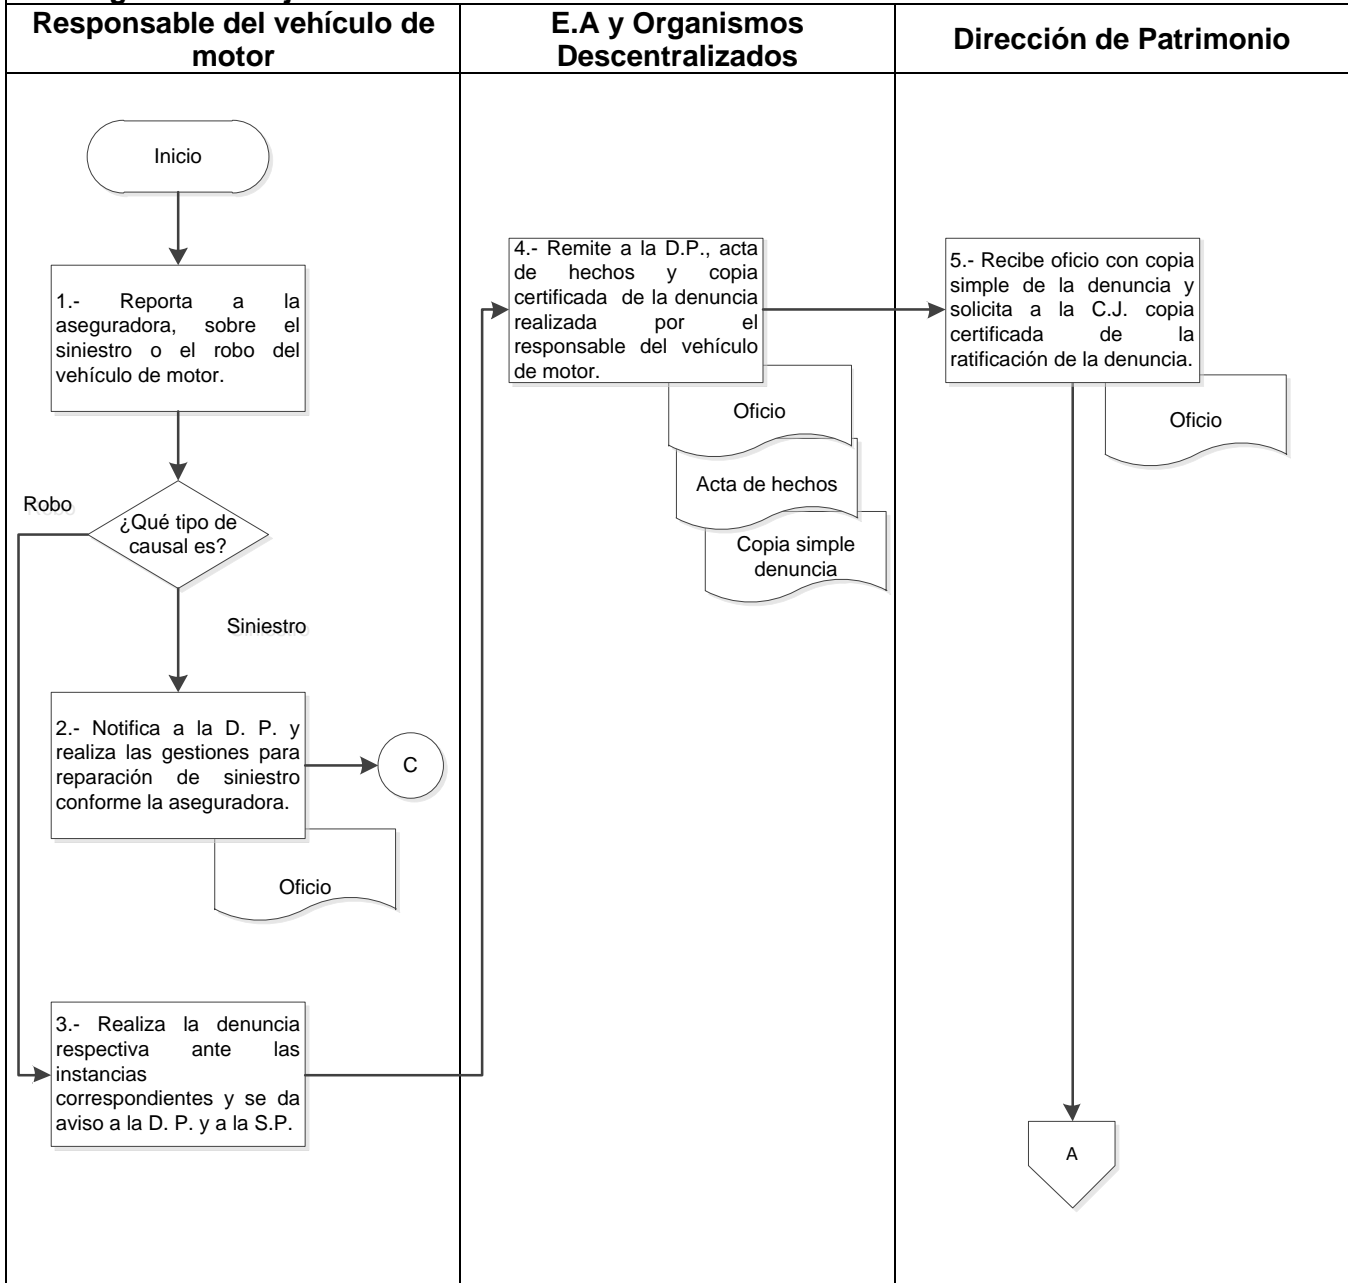 Responsable del vehículo de
motor
E.A y Organismos
Descentralizados
Dirección de Patrimonio
Inicio
1.- Reporta a la
aseguradora, sobre el
siniestro o el robo del
vehículo de motor.
Robo
¿Qué tipo de
causal es?
Siniestro
2.- Notifica a la D. P. y
realiza las gestiones para
reparación de siniestro
conforme la aseguradora.
C
Oficio
3.- Realiza la denuncia
respectiva ante las
instancias
correspondientes y se da
aviso a la D. P. y a la S.P.
4.- Remite a la D.P., acta
de hechos y copia
certificada de la denuncia
realizada por el
responsable del vehículo
de motor.
Oficio
Acta de hechos
Copia simple
denuncia
5.- Recibe oficio con copia
simple de la denuncia y
solicita a la C.J. copia
certificada de la
ratificación de la denuncia.
Oficio
A